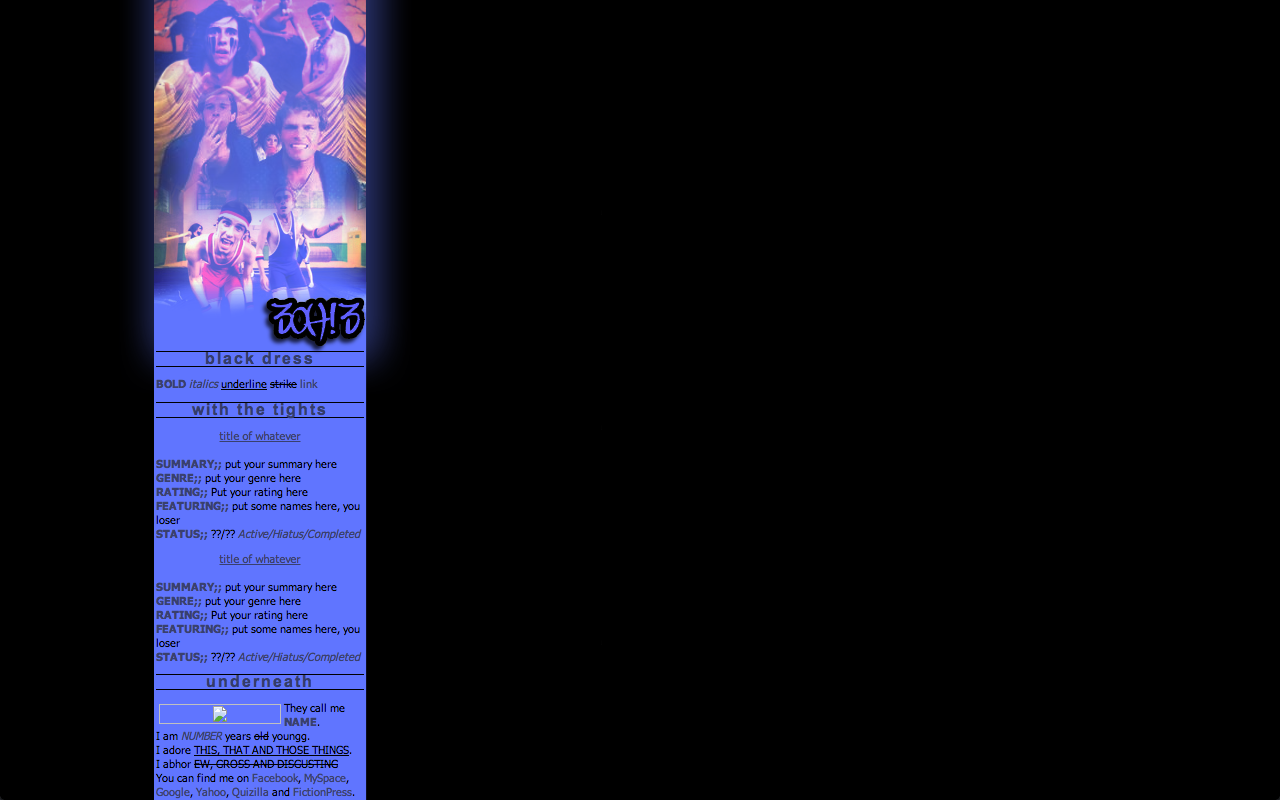 3OH!3
black dress
BOLD italics underline strike link
with the tights
title of whatever
SUMMARY;; put your summary here
GENRE;; put your genre here
RATING;; Put your rating here
FEATURING;; put some names here, you
loser
STATUS;; ??/?? Active/Hiatus/Completed
title of whatever
SUMMARY;; put your summary here
GENRE;; put your genre here
RATING;; Put your rating here
FEATURING;; put some names here, you
loser
STATUS;; ??/?? Active/Hiatus/Completed
underneath
They call me
NAME.
I am NUMBER years old youngg.
I adore THIS, THAT AND THOSE THINGS.
I abhor EW, GROSS AND DISGUSTING
You can find me on Facebook, MySpace,
Google, Yahoo, Quizilla and FictionPress.